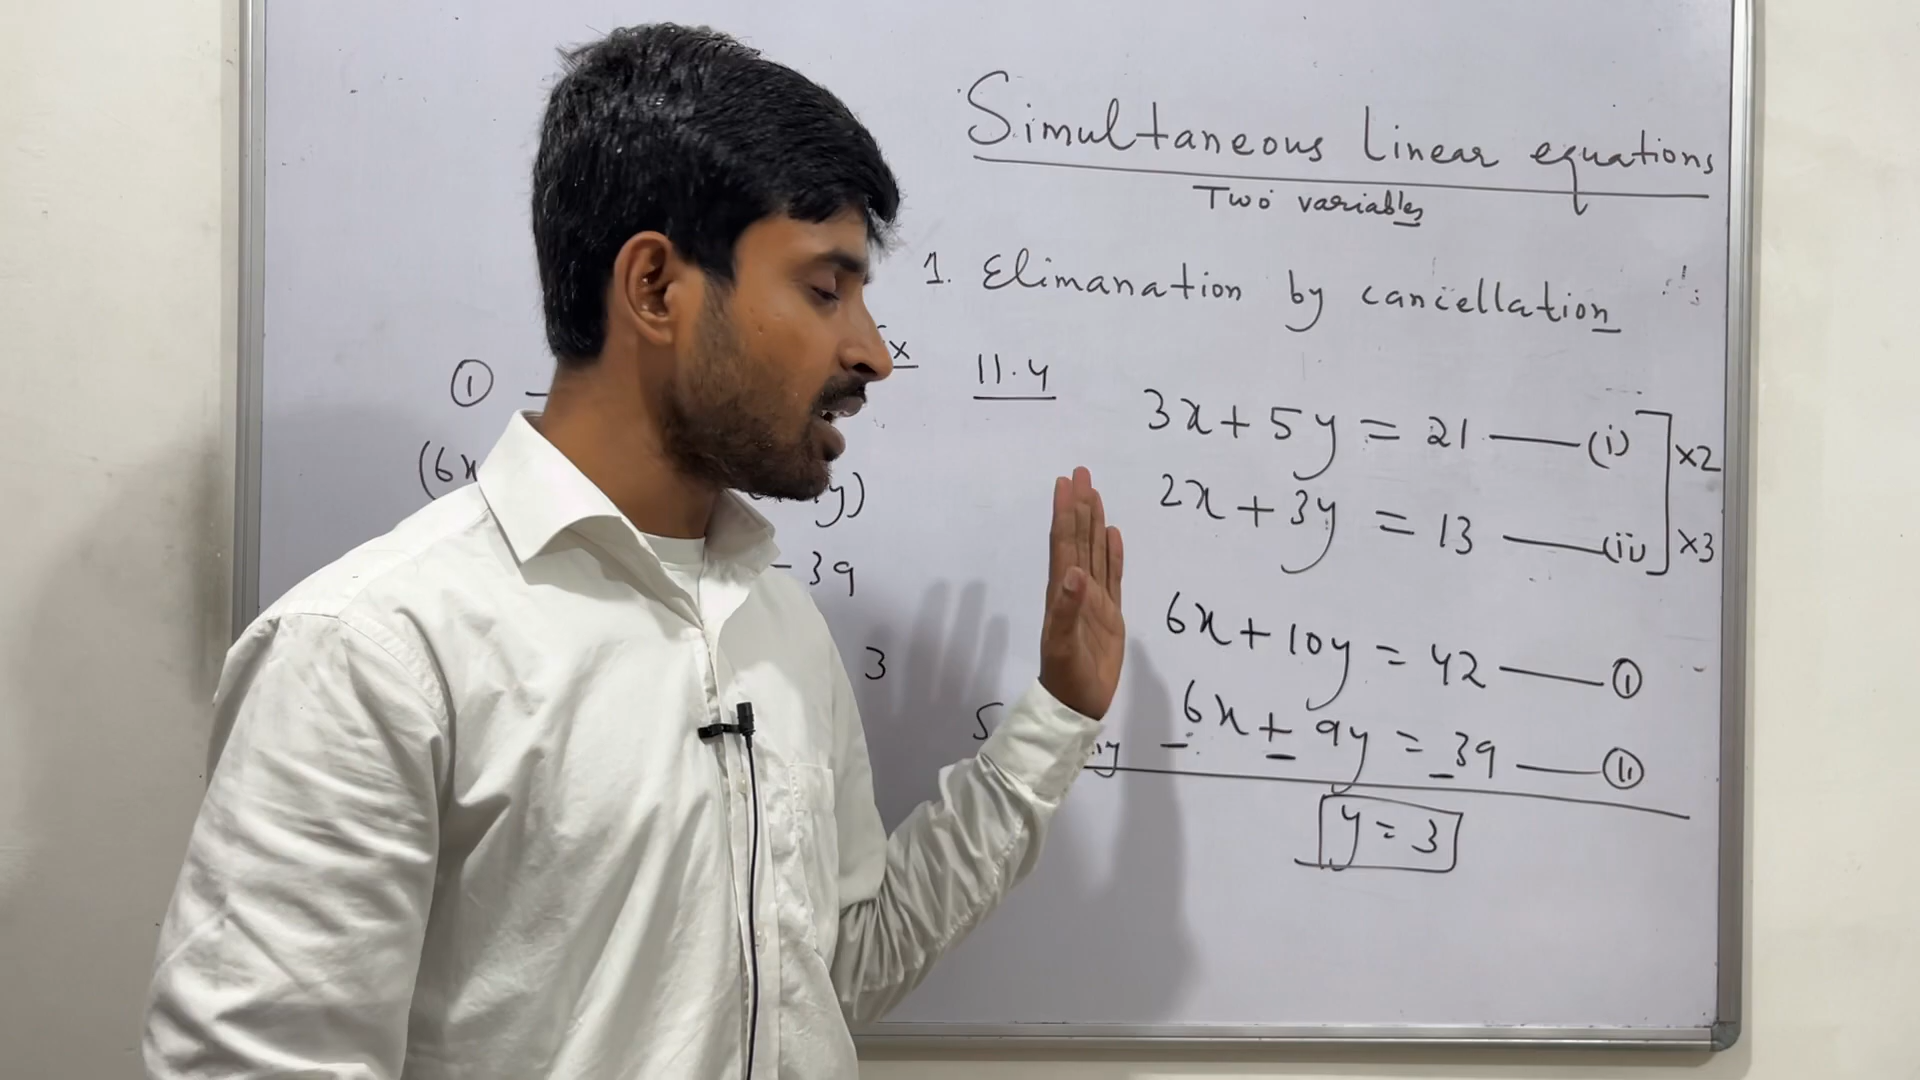 Simultaneous Linear equations
Two variables
1. Elimanation by cancellation
11.4
3x + 5y = 21 —— (i)
2x + 3y = 13 —— (ii)
×2
×3
6x + 10y = 42 —— ①
6x + 9y = 39 —— ⑪
- - -
y = 3
①
(6x
y)
- 39
3